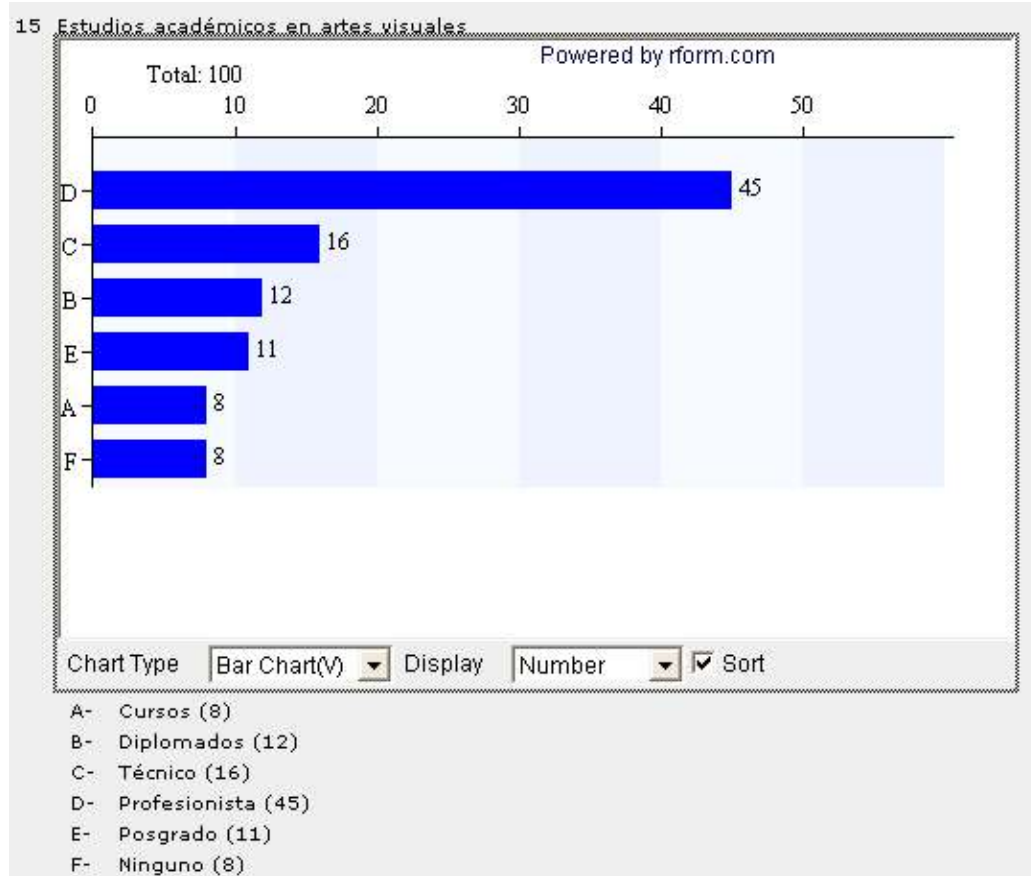 15 Estudios académicos en artes visuales
Powered by rform.com
Total: 100
0 10 20 30 40 50
D 45
C 16
B 12
E 11
A 8
F 8
Chart Type Bar Chart(V) Display Number Sort
A- Cursos (8)
B- Diplomados (12)
C- Técnico (16)
D- Profesionista (45)
E- Posgrado (11)
F- Ninguno (8)